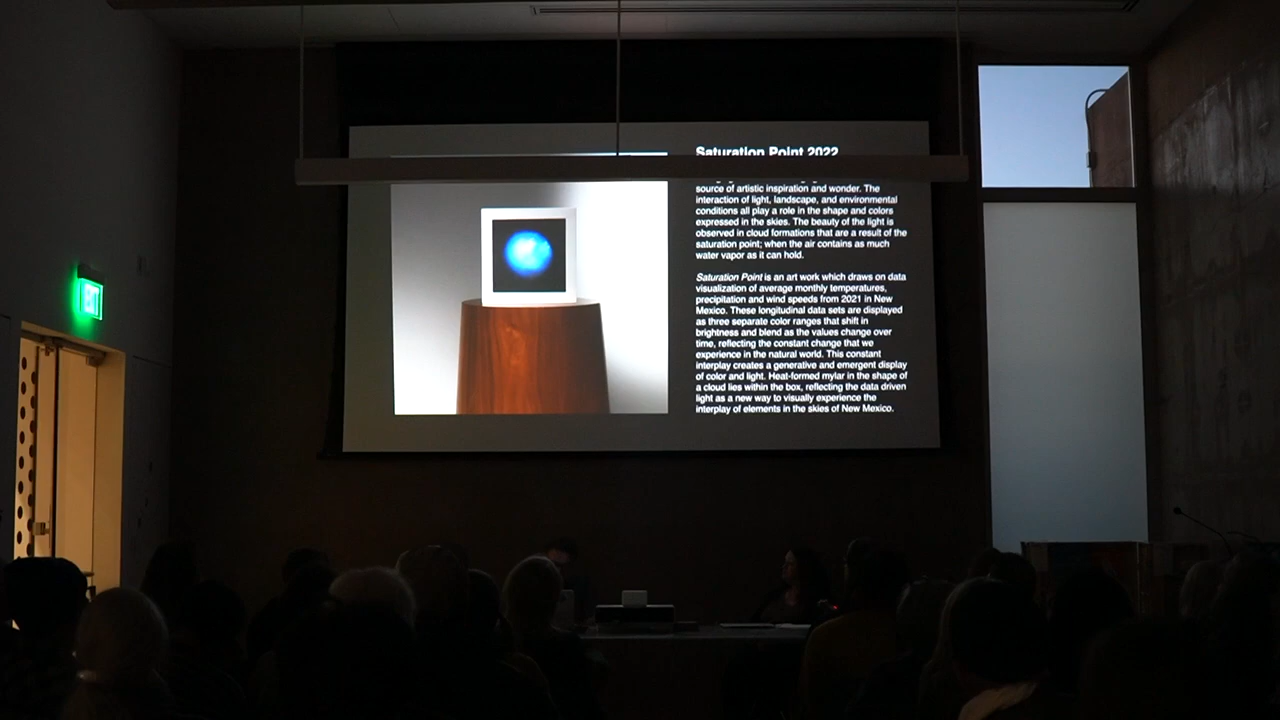 Saturation Point 2022
source of artistic inspiration and wonder. The
interaction of light, landscape, and environmental
conditions all play a role in the shape and colors
expressed in the skies. The beauty of the light is
observed in cloud formations that are a result of the
saturation point; when the air contains as much
water vapor as it can hold.
Saturation Point is an art work which draws on data
visualization of average monthly temperatures,
precipitation and wind speeds from 2021 in New
Mexico. These longitudinal data sets are displayed
as three separate color ranges that shift in
brightness and blend as the values change over
time, reflecting the constant change that we
experience in the natural world. This constant
interplay creates a generative and emergent display
of color and light. Heat-formed mylar in the shape of
a cloud lies within the box, reflecting the data driven
light as a new way to visually experience the
interplay of elements in the skies of New Mexico.